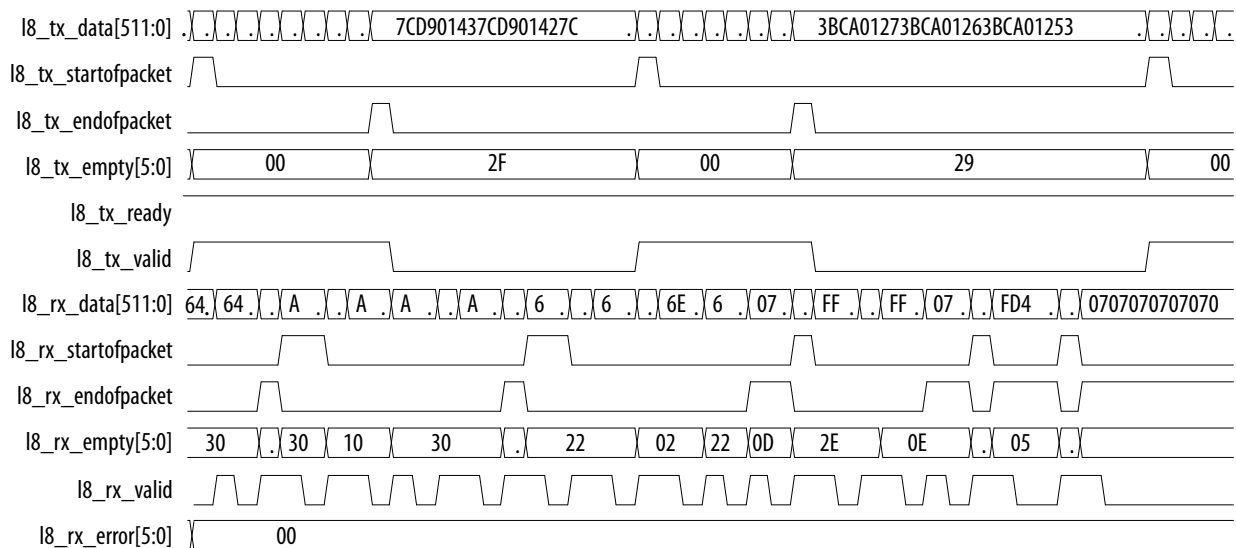 l8_tx_data[511:0] . . . . . . . . . 7CD901437CD901427C . . . . . . . . 3BCA01273BCA01263BCA01253 . . . . .
l8_tx_startofpacket
l8_tx_endofpacket
l8_tx_empty[5:0] 00 2F 00 29 00
l8_tx_ready
l8_tx_valid
l8_rx_data[511:0] 64. 64 . . A . . A . A . . A . . 6 . . 6 . . 6E 6 . 07. . FF . . FF 07 . . FD4 . . 0707070707070
l8_rx_startofpacket
l8_rx_endofpacket
l8_rx_empty[5:0] 30 . 30 10 30 . 22 02 22 0D 2E 0E . 05 .
l8_rx_valid
l8_rx_error[5:0] 00